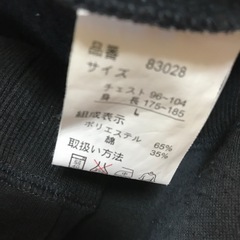 品番 83028
サイズ
チェスト 96-104
身長 175-185
L
組成表示
ポリエステル 65%
綿 35%
取扱い方法